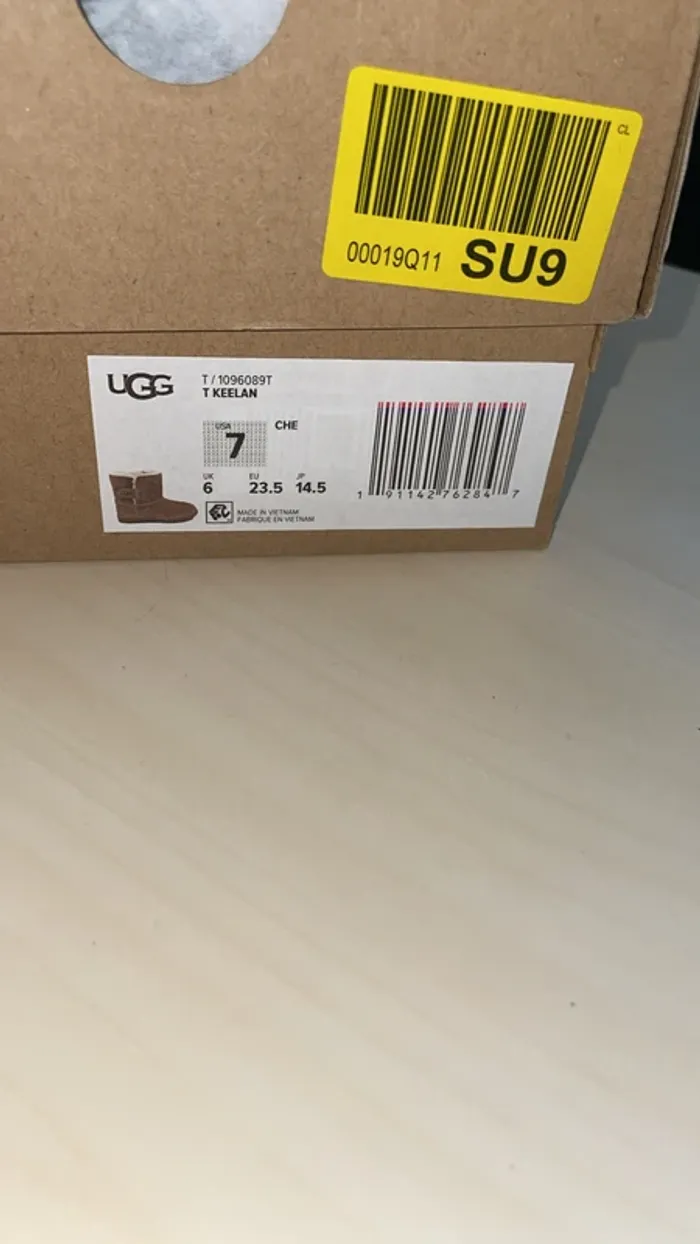 CL
00019Q11 SU9
UGG
T / 1096089T
T KEELAN
USA
7
CHE
UK EU JP
6 23.5 14.5
MADE IN VIETNAM
FABRIQUE EN VIETNAM
1 91142 76284 7